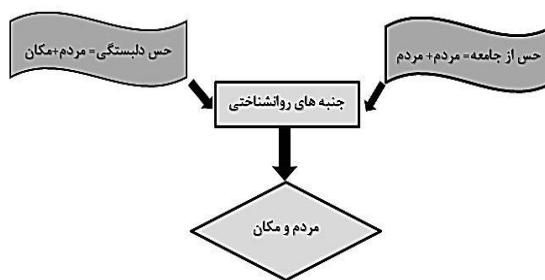 حس از جامعه= مردم+ مردم
حس دلبستگی= مردم+مکان
جنبه های روانشناختی
مردم و مکان